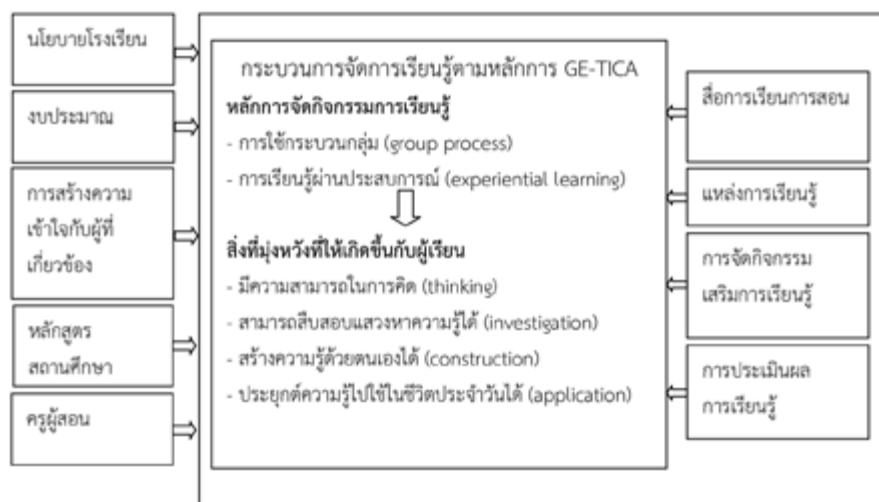 นโยบายโรงเรียน
งบประมาณ
การสร้างความ
เข้าใจกับผู้ที่
เกี่ยวข้อง
หลักสูตร
สถานศึกษา
ครูผู้สอน
กระบวนการจัดการเรียนรู้ตามหลักการ GE-TICA
หลักการจัดกิจกรรมการเรียนรู้
- การใช้กระบวนกลุ่ม (group process)
- การเรียนรู้ผ่านประสบการณ์ (experiential learning)
สิ่งที่มุ่งหวังที่ให้เกิดขึ้นกับผู้เรียน
- มีความสามารถในการคิด (thinking)
- สามารถสืบสอบแสวงหาความรู้ได้ (investigation)
- สร้างความรู้ด้วยตนเองได้ (construction)
- ประยุกต์ความรู้ไปใช้ในชีวิตประจำวันได้ (application)
สื่อการเรียนการสอน
แหล่งการเรียนรู้
การจัดกิจกรรม
เสริมการเรียนรู้
การประเมินผล
การเรียนรู้